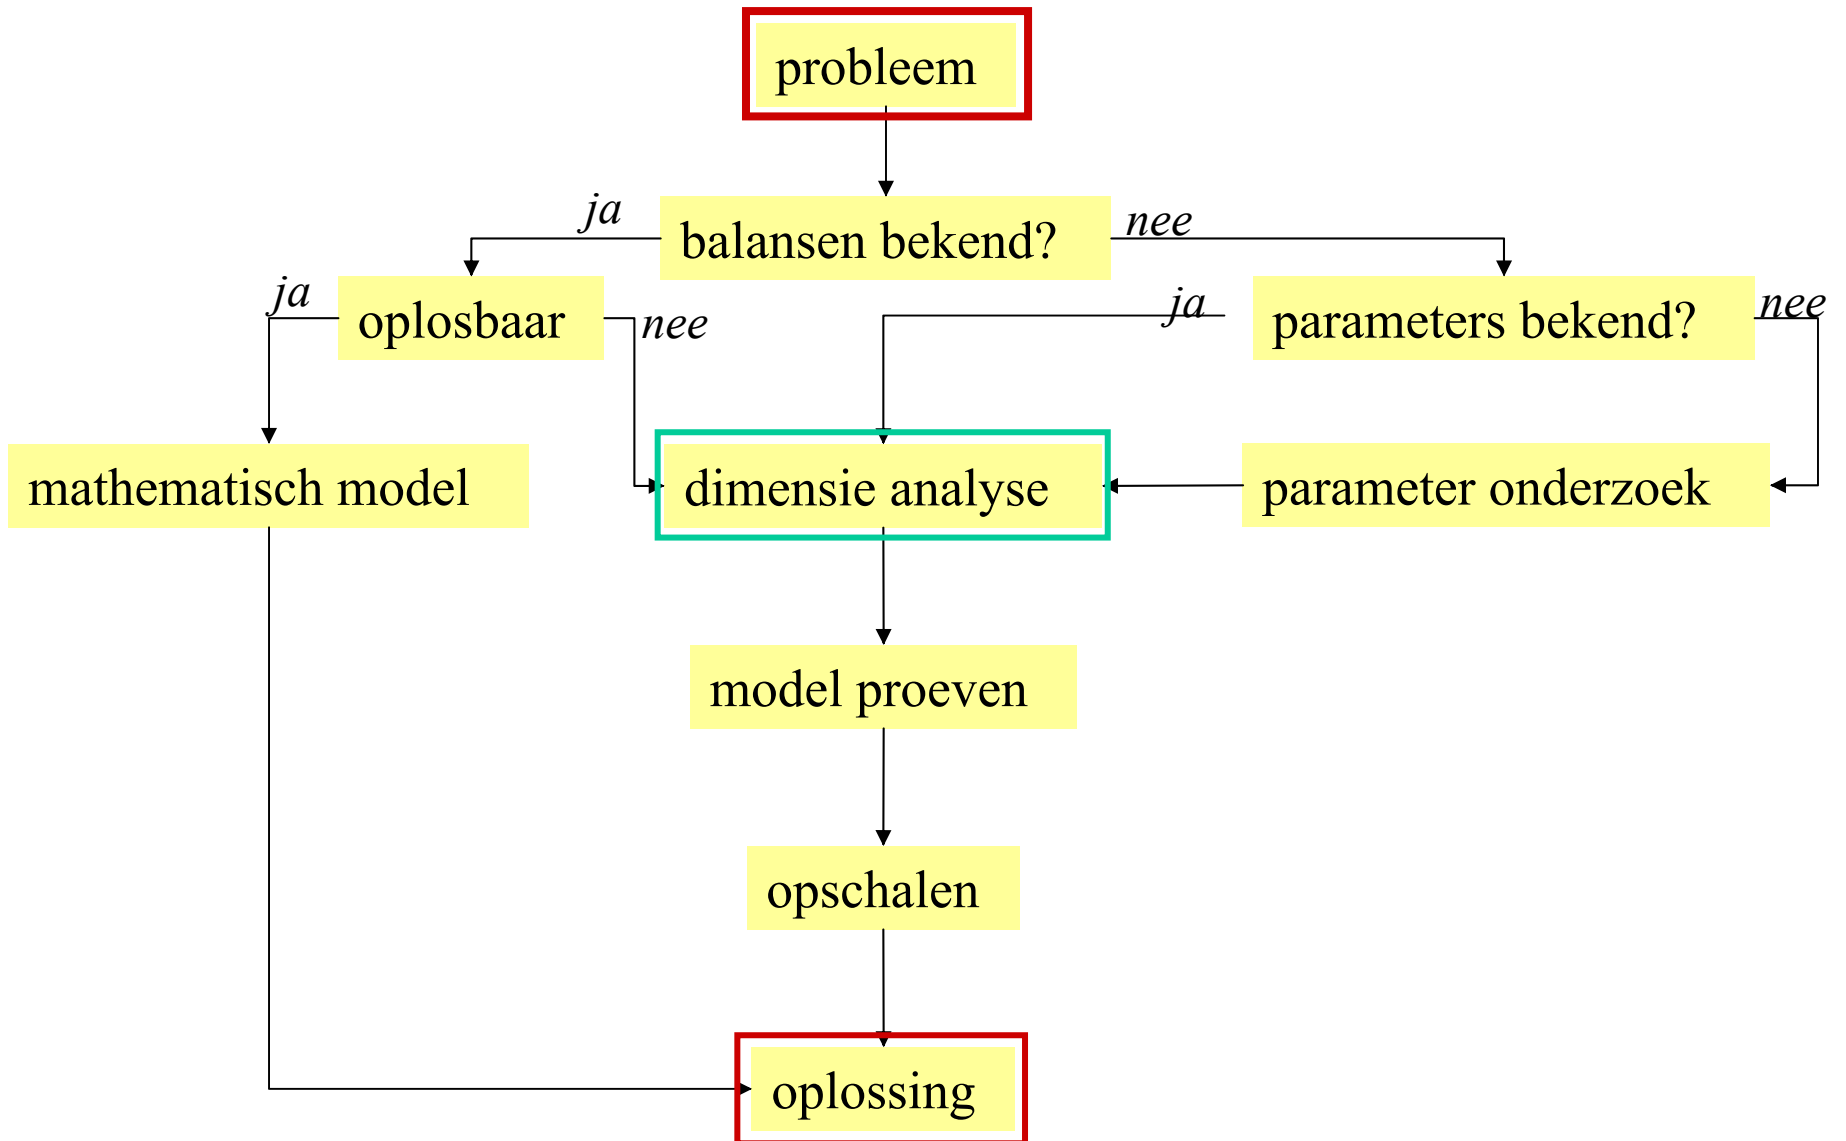 probleem
ja
balansen bekend?
nee
ja
oplosbaar
nee
ja
parameters bekend?
nee
mathematisch model
dimensie analyse
parameter onderzoek
model proeven
opschalen
oplossing